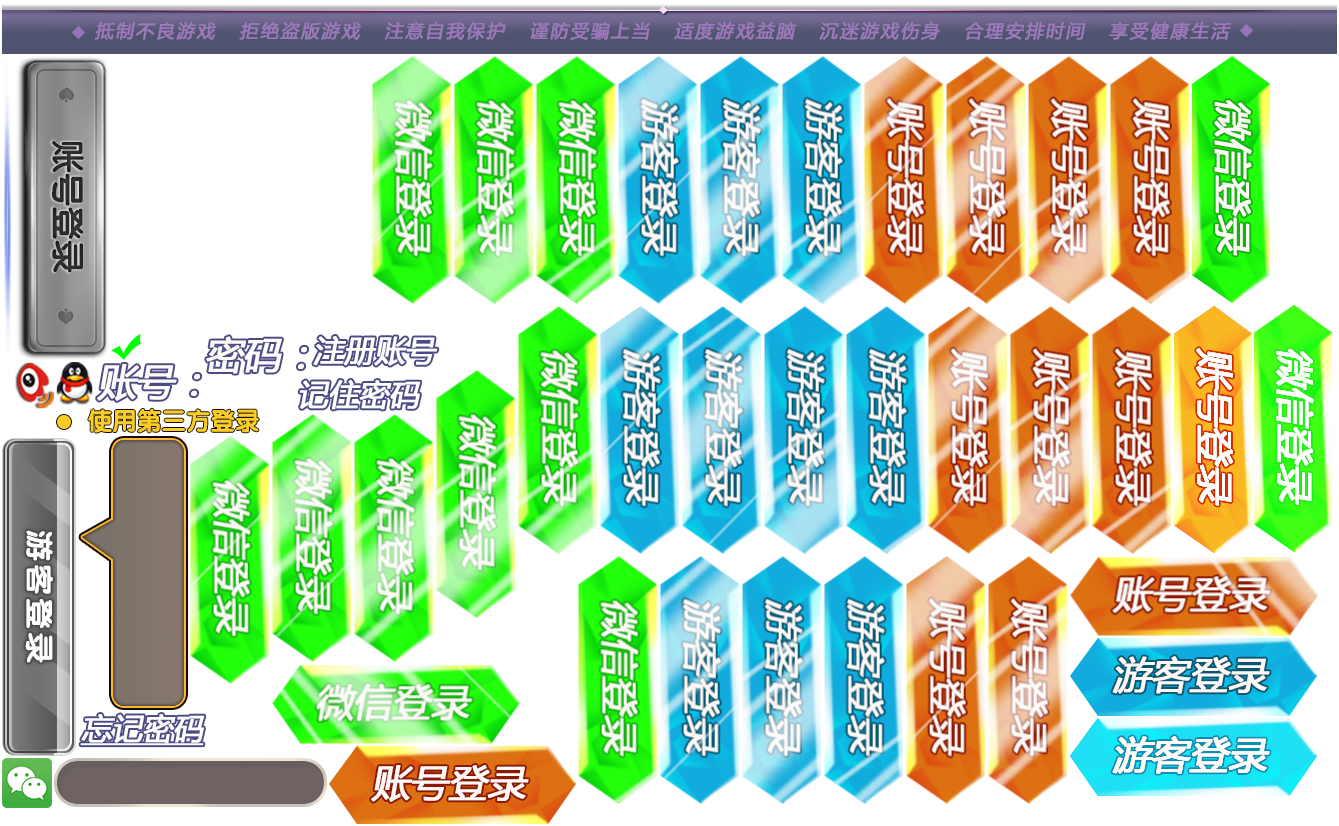 抵制不良游戏 拒绝盗版游戏 注意自我保护 谨防受骗上当 适度游戏益脑 沉迷游戏伤身 合理安排时间 享受健康生活
账号登录
微信登录
微信登录
微信登录
游客登录
游客登录
游客登录
账号登录
账号登录
账号登录
账号登录
微信登录
账号：
密码：
注册账号
记住密码
使用第三方登录
微信登录
微信登录
游客登录
游客登录
游客登录
游客登录
账号登录
账号登录
账号登录
账号登录
微信登录
游客登录
微信登录
微信登录
微信登录
忘记密码
微信登录
账号登录
微信登录
游客登录
游客登录
游客登录
账号登录
账号登录
账号登录
游客登录
游客登录